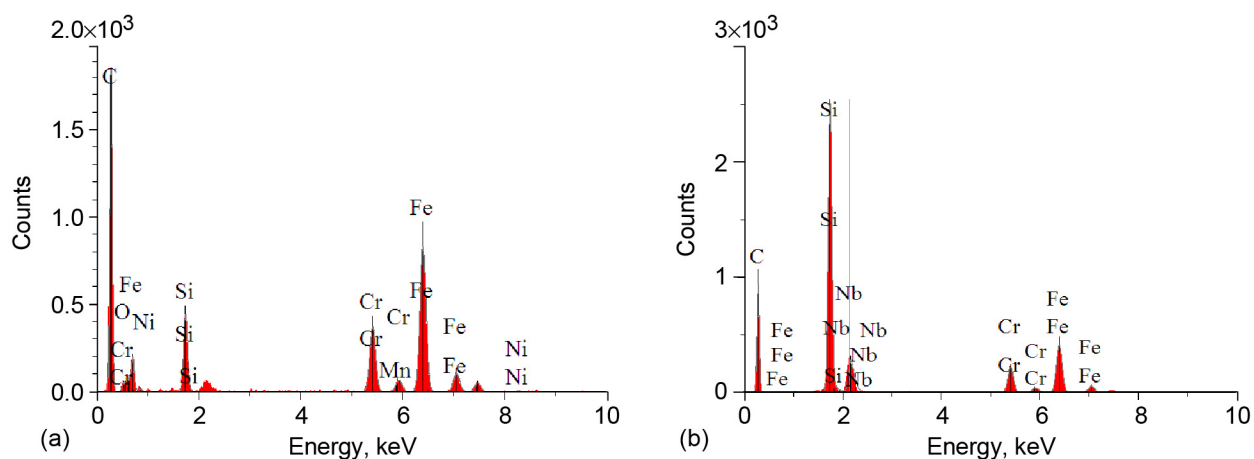 2.0×10³
1.5
1.0
0.5
0.0
Counts
C
Fe
O
Ni
Cr
Cr
Si
Si
Si
Cr
Cr
Cr
Mn
Fe
Fe
Fe
Fe
Ni
Ni
0
2
4
6
8
10
Energy, keV
(a)
3×10³
2
1
0
Counts
C
Fe
Fe
Fe
Si
Si
Si
Nb
Nb
Nb
Nb
Nb
Cr
Cr
Cr
Cr
Fe
Fe
Fe
Fe
0
2
4
6
8
10
Energy, keV
(b)